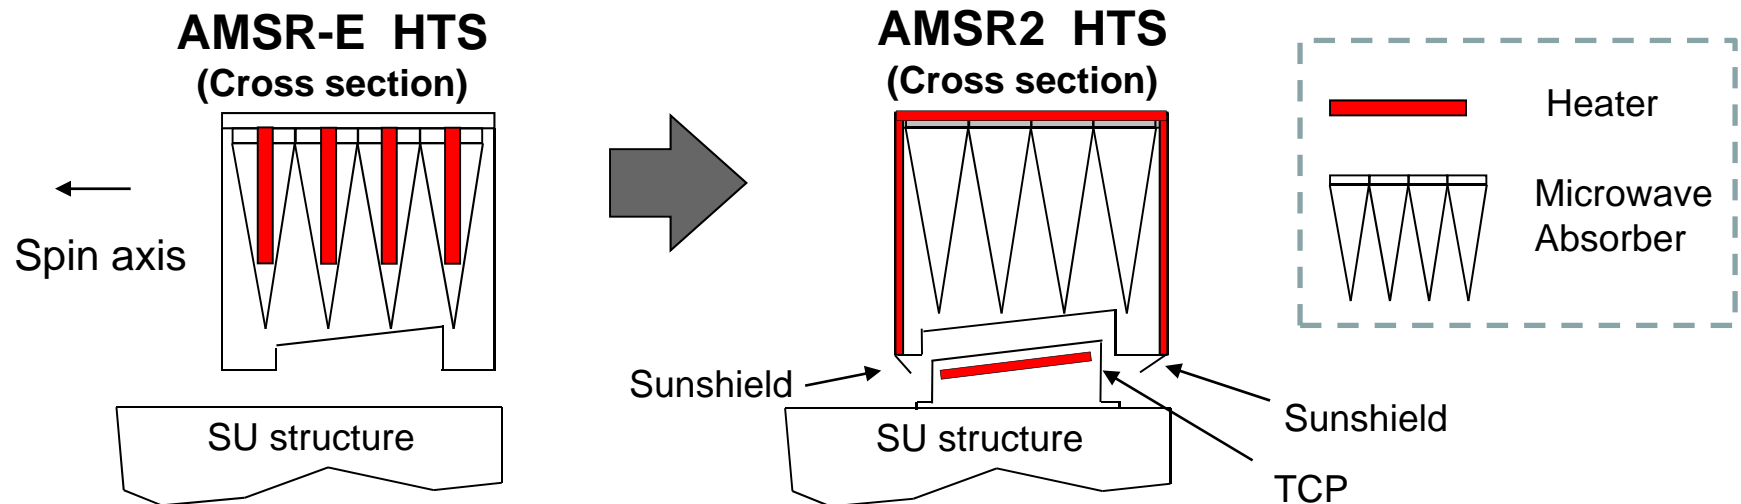 AMSR-E HTS
(Cross section)
Spin axis
SU structure
AMSR2 HTS
(Cross section)
Sunshield
SU structure
Sunshield
TCP
Heater
Microwave
Absorber